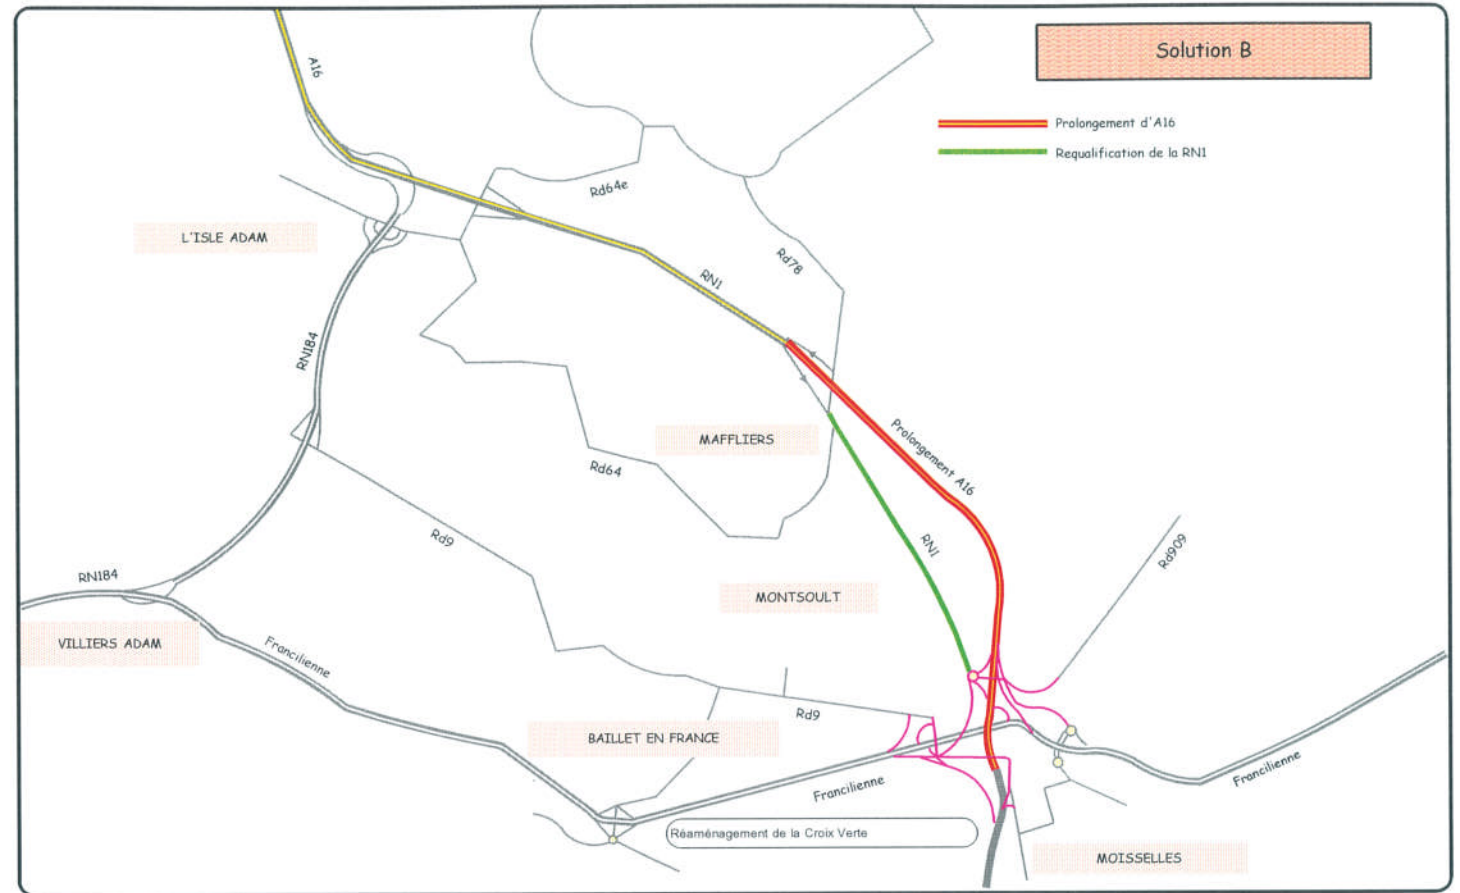 Solution B
A16
Prolongement d'A16
Requalification de la RN1
Rd64e
L'ISLE ADAM
Rd78
RN1
RN184
MAFFLIERS
Prolongement A16
Rd64
Rd9
RN1
Rd909
RN184
MONTSOULT
VILLIERS ADAM
Francilienne
Rd9
BAILLET EN FRANCE
Francilienne
Francilienne
Réaménagement de la Croix Verte
MOISSELLES